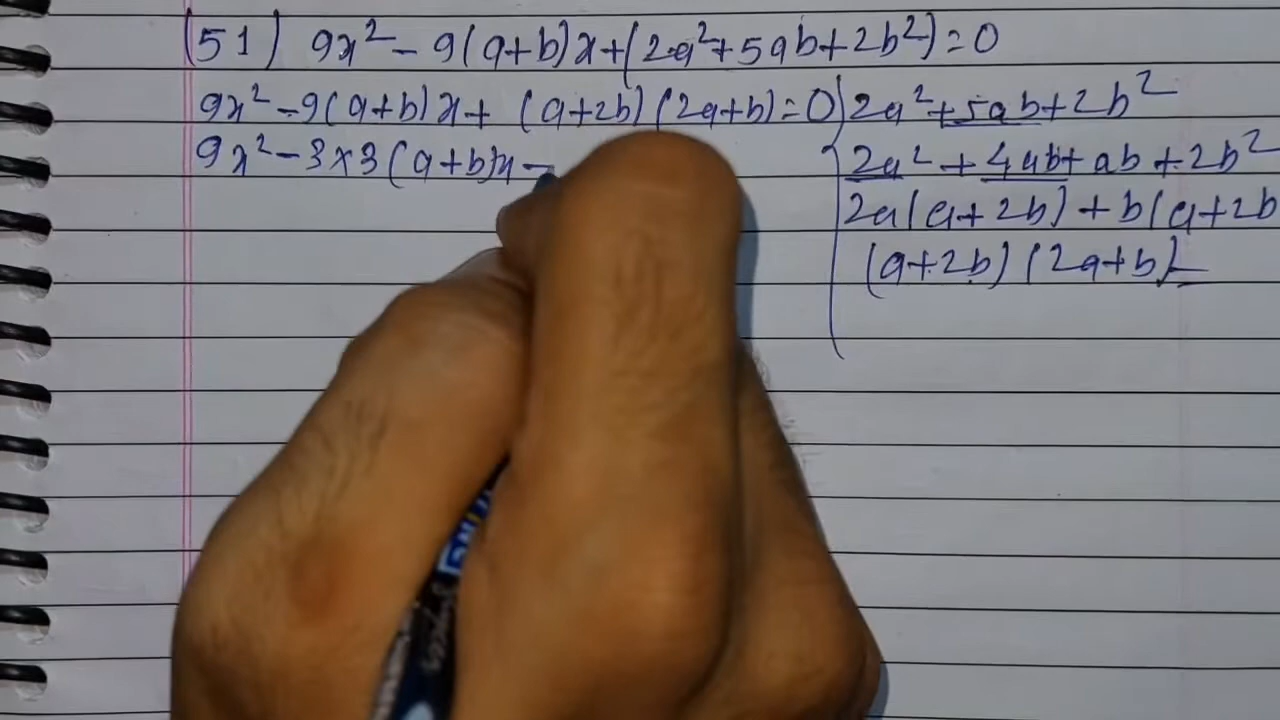 (51) 9x² - 9(a+b)x + (2a² + 5ab + 2b²) = 0
9x² - 9(a+b)x + (a+2b)(2a+b) = 0
9x² - 3×3(a+b)x -
2a² + 5ab + 2b²
2a² + 4ab + ab + 2b²
2a(a+2b) + b(a+2b
(a+2b)(2a+b)